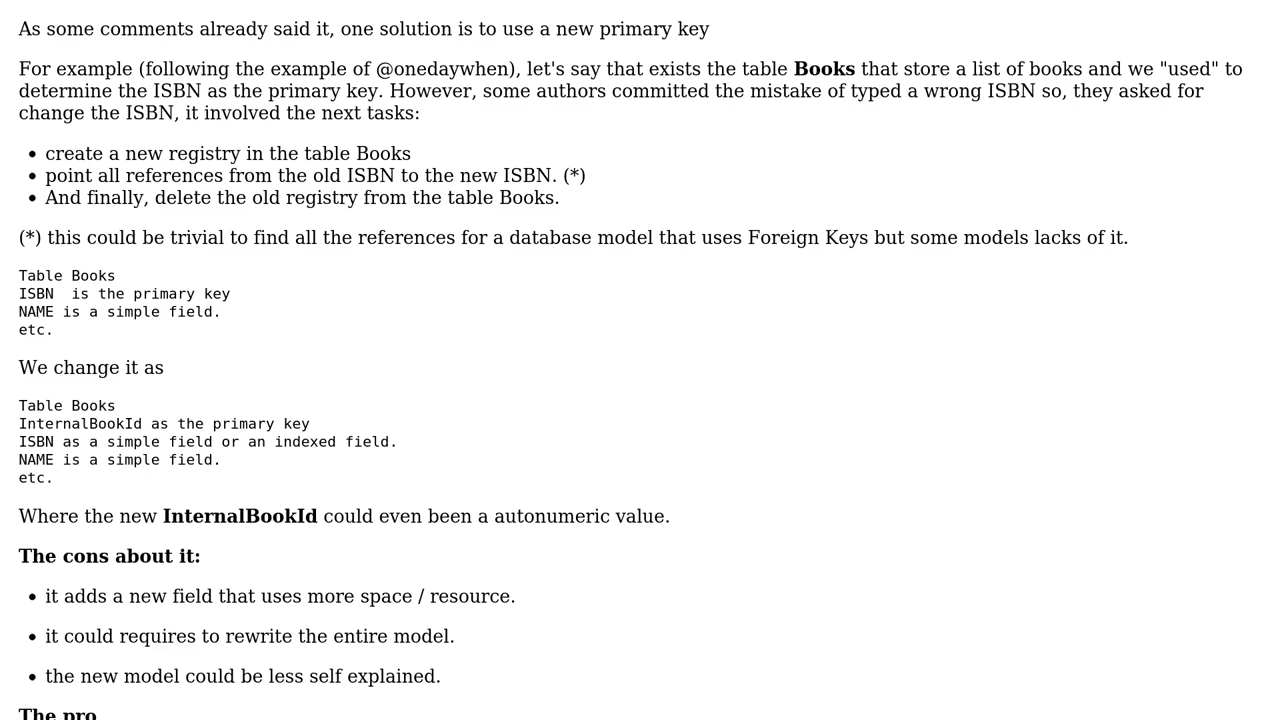 As some comments already said it, one solution is to use a new primary key
For example (following the example of @onedaywhen), let's say that exists the table Books that store a list of books and we "used" to
determine the ISBN as the primary key. However, some authors committed the mistake of typed a wrong ISBN so, they asked for
change the ISBN, it involved the next tasks:
• create a new registry in the table Books
• point all references from the old ISBN to the new ISBN. (*)
• And finally, delete the old registry from the table Books.
(*) this could be trivial to find all the references for a database model that uses Foreign Keys but some models lacks of it.
Table Books
ISBN  is the primary key
NAME is a simple field.
etc.
We change it as
Table Books
InternalBookId as the primary key
ISBN as a simple field or an indexed field.
NAME is a simple field.
etc.
Where the new InternalBookId could even been a autonumeric value.
The cons about it:
• it adds a new field that uses more space / resource.
• it could requires to rewrite the entire model.
• the new model could be less self explained.
The pro